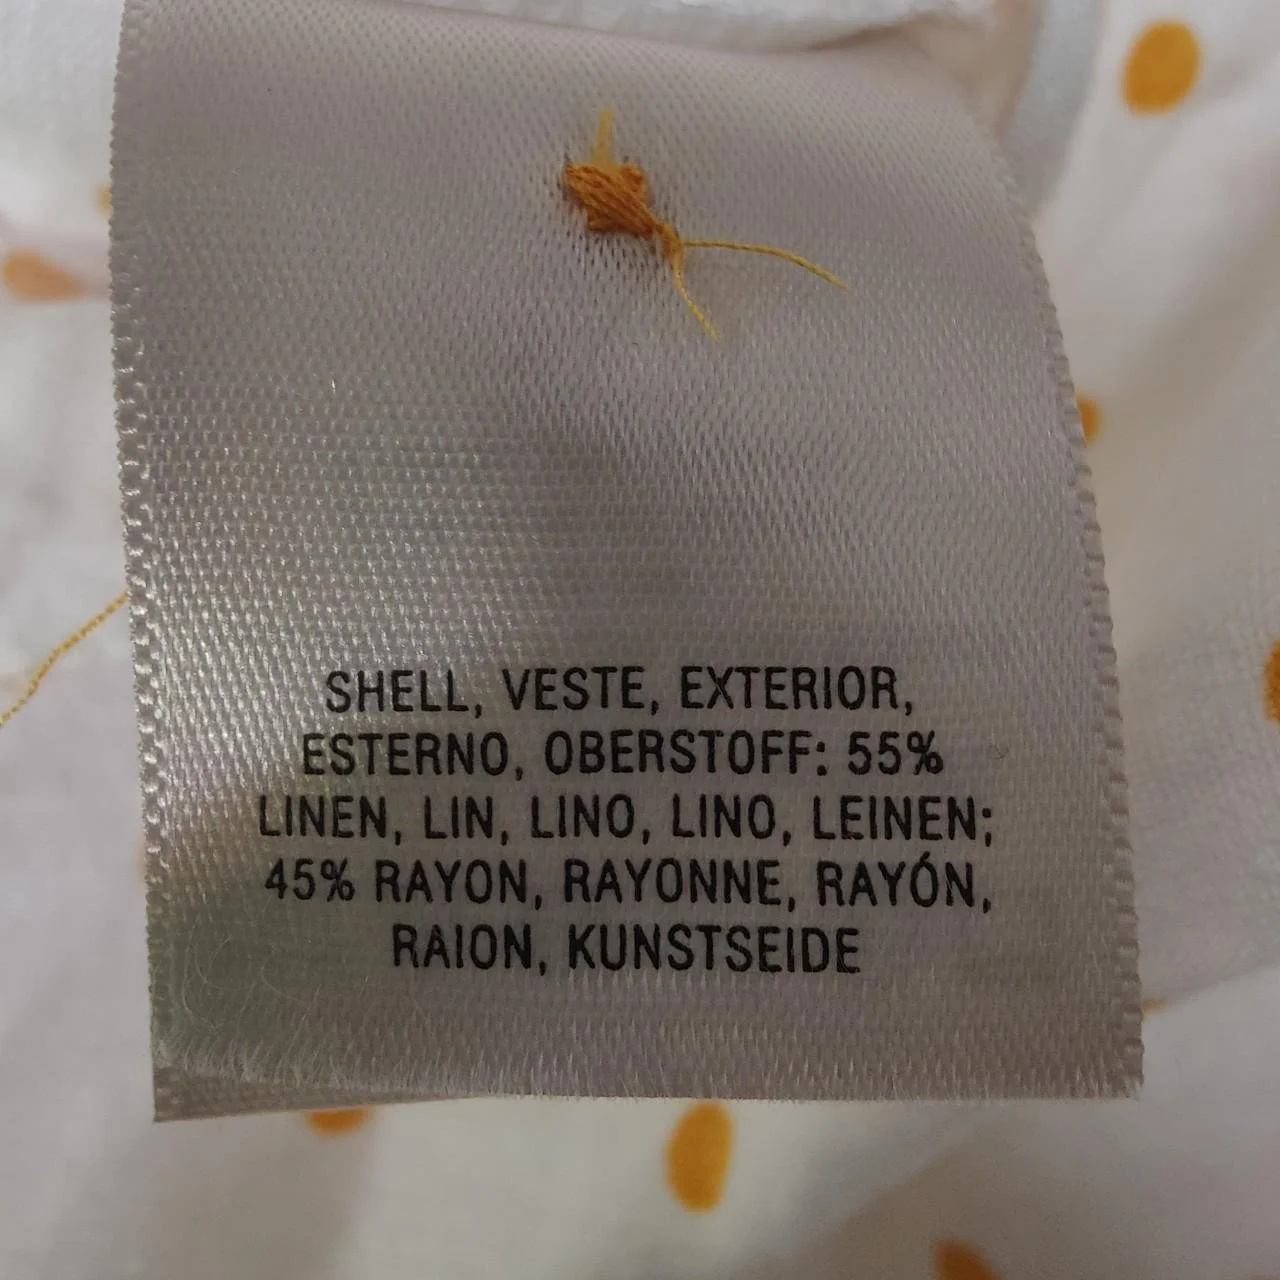 SHELL, VESTE, EXTERIOR,
ESTERNO, OBERSTOFF: 55%
LINEN, LIN, LINO, LINO, LEINEN;
45% RAYON, RAYONNE, RAYÓN,
RAION, KUNSTSEIDE